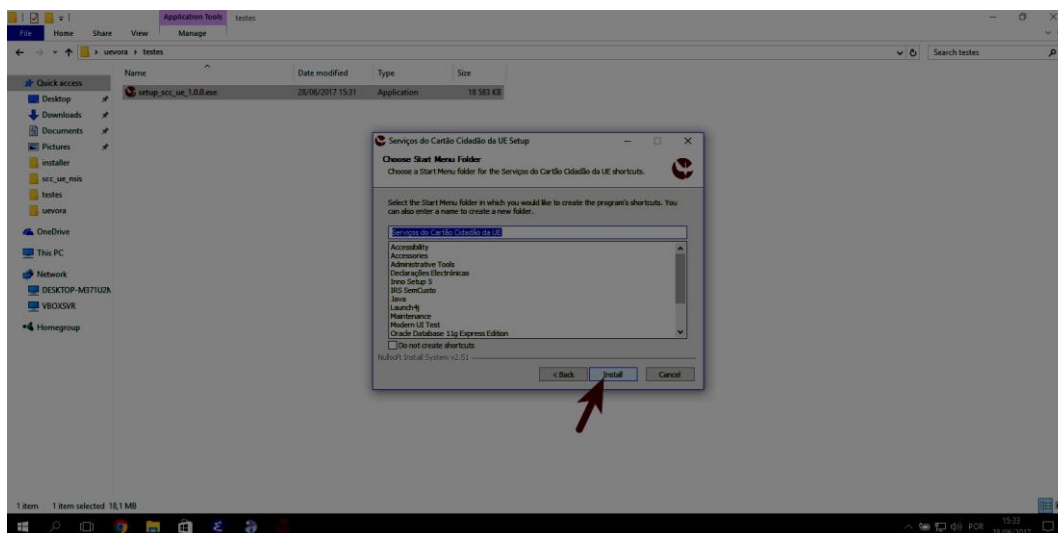 Application Tools
testes
File
Home
Share
View
Manage
uevora
testes
Search testes
Name
Date modified
Type
Size
Quick access
Desktop
Downloads
Documents
Pictures
installer
scc_ue_nsis
testes
uevora
OneDrive
This PC
Network
DESKTOP-M371U2N
VBOXSVR
Homegroup
setup_scc_ue_1.0.0.exe
28/06/2017 15:31
Application
18 583 KB
Serviços do Cartão Cidadão da UE Setup
Choose Start Menu Folder
Choose a Start Menu folder for the Serviços do Cartão Cidadão da UE shortcuts.
Select the Start Menu folder in which you would like to create the program's shortcuts. You
can also enter a name to create a new folder.
Serviços do Cartão Cidadão da UE
Accessibility
Accessories
Administrative Tools
Declarações Electrónicas
Inno Setup 5
IRS SemCusto
Java
Launch4j
Maintenance
Modern UI Test
Oracle Database 11g Express Edition
Do not create shortcuts
Nullsoft Install System v2.51
< Back
Install
Cancel
1 item
1 item selected 18,1 MB
POR
15:33
28/06/2017